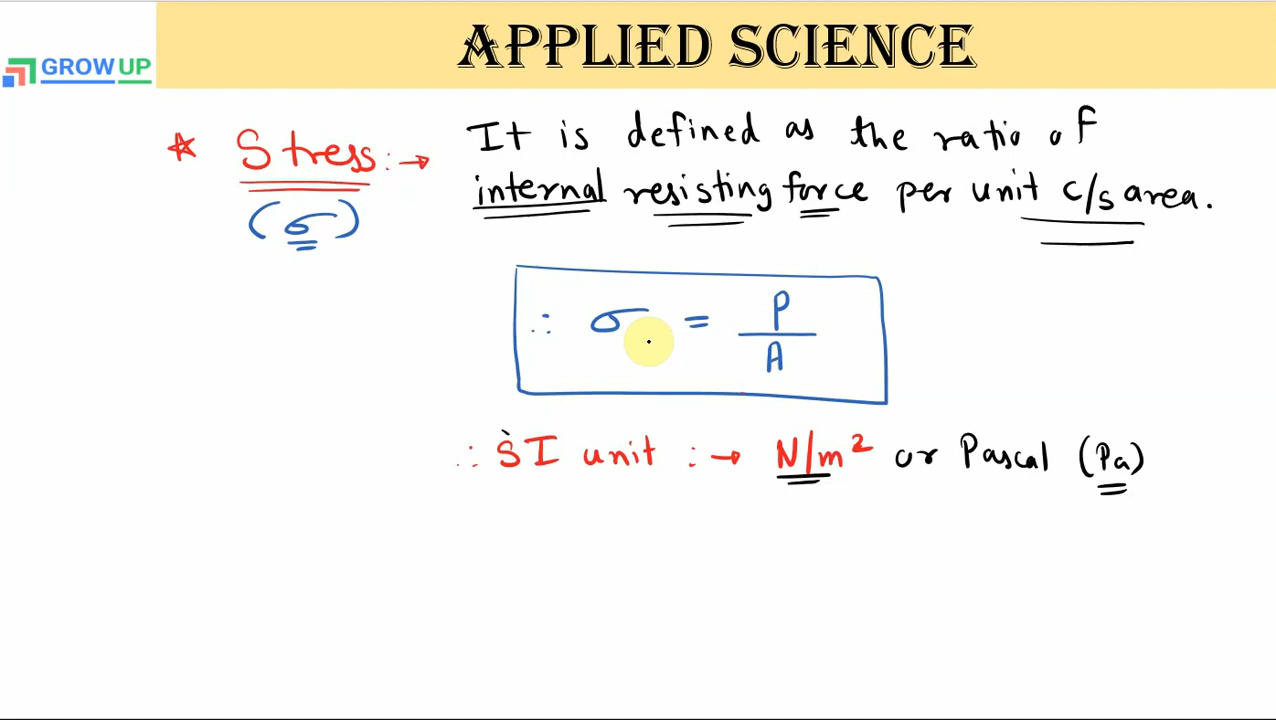 GROW UP
APPLIED SCIENCE
* Stress :→ It is defined as the ratio of
(σ) internal resisting force per unit c/s area.
∴ σ = P/A
∴ SI unit :→ N/m² or Pascal (Pa)